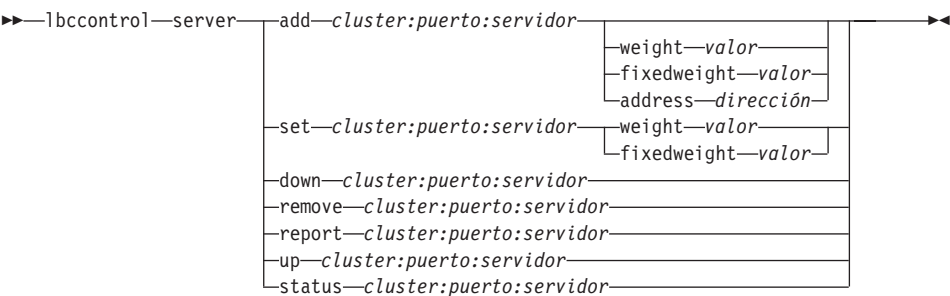 lbccontrol server add cluster:puerto:servidor
weight valor
fixedweight valor
address dirección
set cluster:puerto:servidor weight valor
fixedweight valor
down cluster:puerto:servidor
remove cluster:puerto:servidor
report cluster:puerto:servidor
up cluster:puerto:servidor
status cluster:puerto:servidor